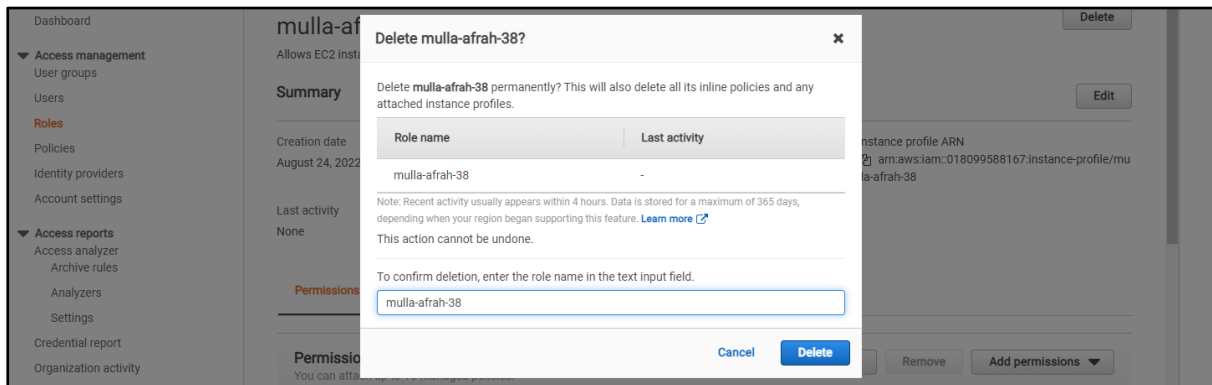 Dashboard
Access management
User groups
Users
Roles
Policies
Identity providers
Account settings
Access reports
Access analyzer
Archive rules
Analyzers
Settings
Credential report
Organization activity
mulla-af
Delete
Allows EC2 insta
Summary
Edit
Creation date
August 24, 2022
Last activity
None
nstance profile ARN
arn:aws:iam::018099588167:instance-profile/mu
la-afrah-38
Permissions
Permissio
You can atta
Remove
Add permissions
Delete mulla-afrah-38?
Delete mulla-afrah-38 permanently? This will also delete all its inline policies and any
attached instance profiles.
Role name Last activity
mulla-afrah-38 -
Note: Recent activity usually appears within 4 hours. Data is stored for a maximum of 365 days,
depending when your region began supporting this feature. Learn more
This action cannot be undone.
To confirm deletion, enter the role name in the text input field.
mulla-afrah-38
Cancel Delete